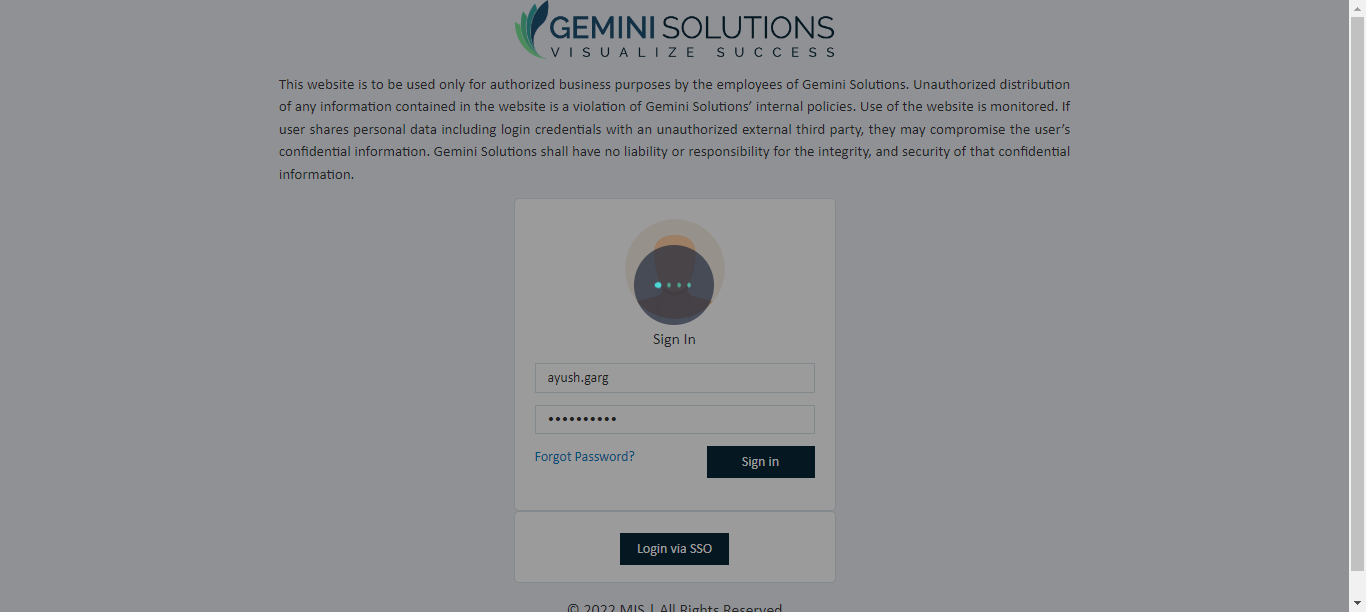 GEMINI SOLUTIONS
VISUALIZE SUCCESS
This website is to be used only for authorized business purposes by the employees of Gemini Solutions. Unauthorized distribution
of any information contained in the website is a violation of Gemini Solutions’ internal policies. Use of the website is monitored. If
user shares personal data including login credentials with an unauthorized external third party, they may compromise the user’s
confidential information. Gemini Solutions shall have no liability or responsibility for the integrity, and security of that confidential
information.
Sign In
ayush.garg
••••••••••
Forgot Password?
Sign in
Login via SSO
© 2022 MIS | All Rights Reserved